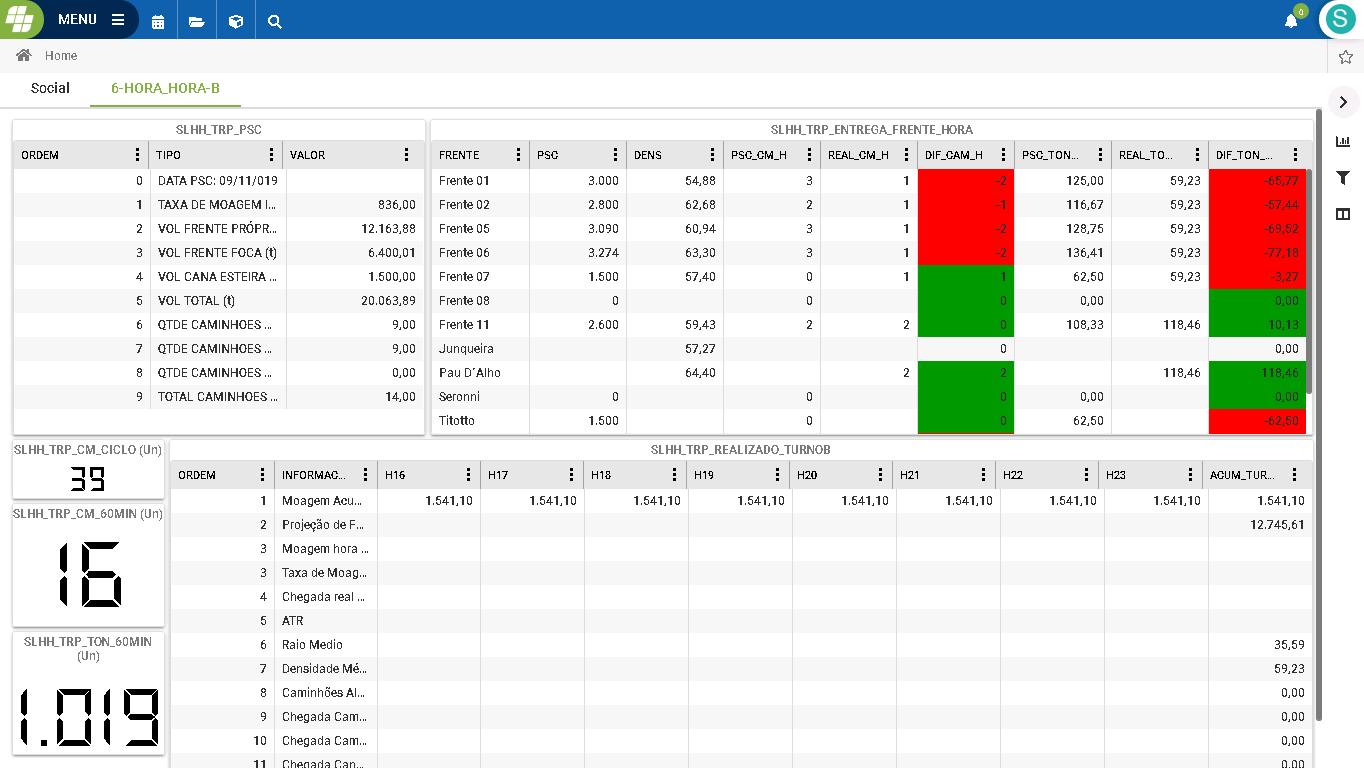 MENU
0
S
Home
Social 6-HORA_HORA-B
SLHH_TRP_PSC
ORDEM TIPO VALOR
0 DATA PSC: 09/11/019
1 TAXA DE MOAGEM I... 836,00
2 VOL FRENTE PRÓPR... 12.163,88
3 VOL FRENTE FOCA (t) 6.400,01
4 VOL CANA ESTEIRA ... 1.500,00
5 VOL TOTAL (t) 20.063,89
6 QTDE CAMINHOES ... 9,00
7 QTDE CAMINHOES ... 9,00
8 QTDE CAMINHOES ... 0,00
9 TOTAL CAMINHOES ... 14,00
SLHH_TRP_ENTREGA_FRENTE_HORA
FRENTE PSC DENS PSC_CM_H REAL_CM_H DIF_CAM_H PSC_TON... REAL_TO... DIF_TON_...
Frente 01 3.000 54,88 3 1 -2 125,00 59,23 -65,77
Frente 02 2.800 62,68 2 1 -1 116,67 59,23 -57,44
Frente 05 3.090 60,94 3 1 -2 128,75 59,23 -69,52
Frente 06 3.274 63,30 3 1 -2 136,41 59,23 -77,18
Frente 07 1.500 57,40 0 1 1 62,50 59,23 -3,27
Frente 08 0 0 0 0,00 0,00
Frente 11 2.600 59,43 2 2 0 108,33 118,46 10,13
Junqueira 57,27 0 0,00
Pau D´Alho 64,40 2 2 118,46 118,46
Seronni 0 0 0 0,00 0,00
Titotto 1.500 0 0 62,50 62,50
SLHH_TRP_CM_CICLO (Un)
39
SLHH_TRP_CM_60MIN (Un)
16
SLHH_TRP_TON_60MIN
(Un)
1.019
SLHH_TRP_REALIZADO_TURNOB
ORDEM INFORMAC... H16 H17 H18 H19 H20 H21 H22 H23 ACUM_TUR...
1 Moagem Acu... 1.541,10 1.541,10 1.541,10 1.541,10 1.541,10 1.541,10 1.541,10 1.541,10 1.541,10
2 Projeção de F... 12.745,61
3 Moagem hora ...
3 Taxa de Moag...
4 Chegada real ...
5 ATR
6 Raio Medio 35,59
7 Densidade Mé... 59,23
8 Caminhões Al... 0,00
9 Chegada Cam... 0,00
10 Chegada Cam... 0,00
11 Chegada Can... 0,00